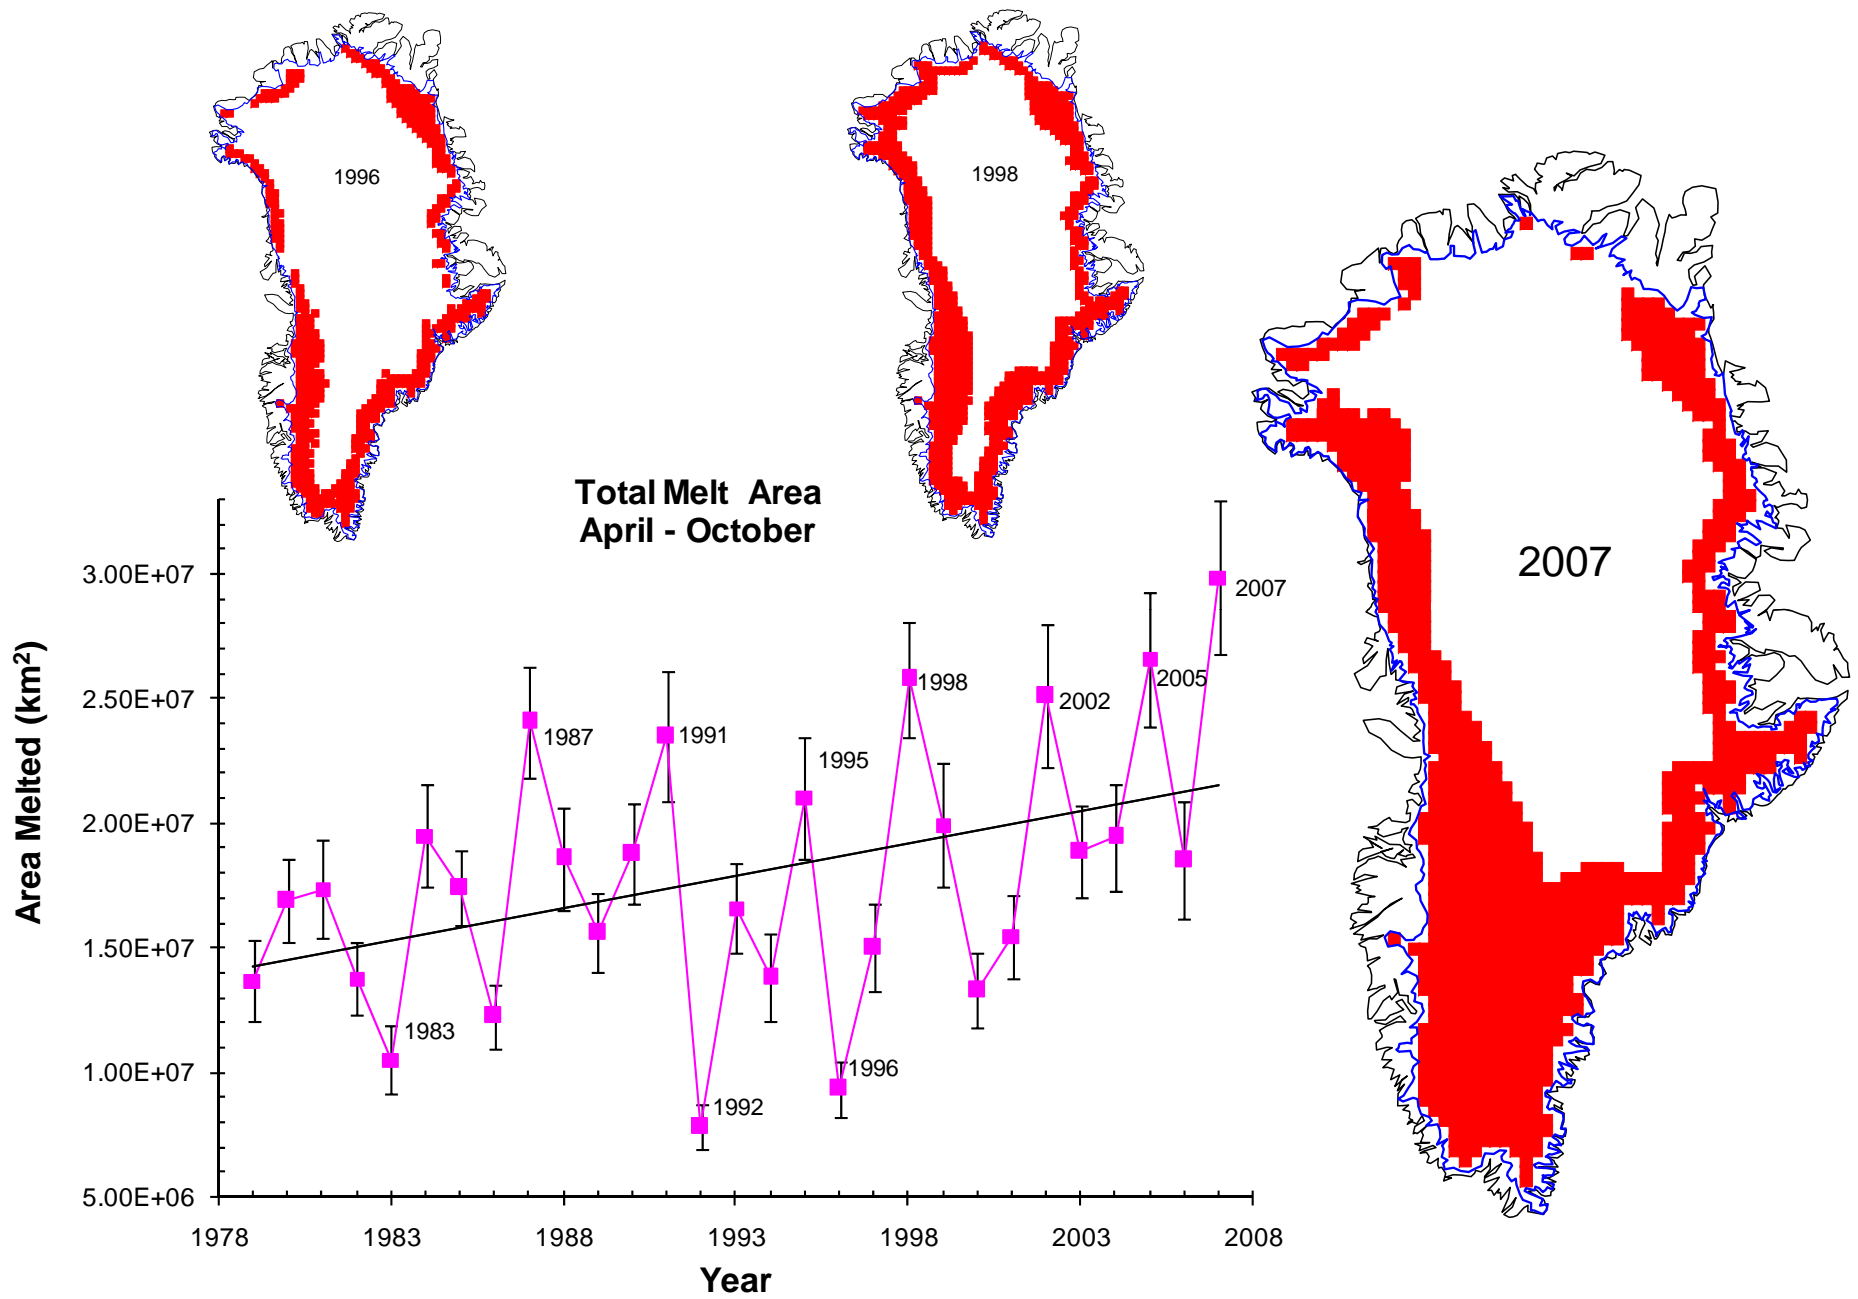 1996
1998
2007
Total Melt Area
April - October
Area Melted (km²)
3.00E+07
2.50E+07
2.00E+07
1.50E+07
1.00E+07
5.00E+06
1983
1987
1991
1992
1995
1996
1998
2002
2005
2007
1978 1983 1988 1993 1998 2003 2008
Year